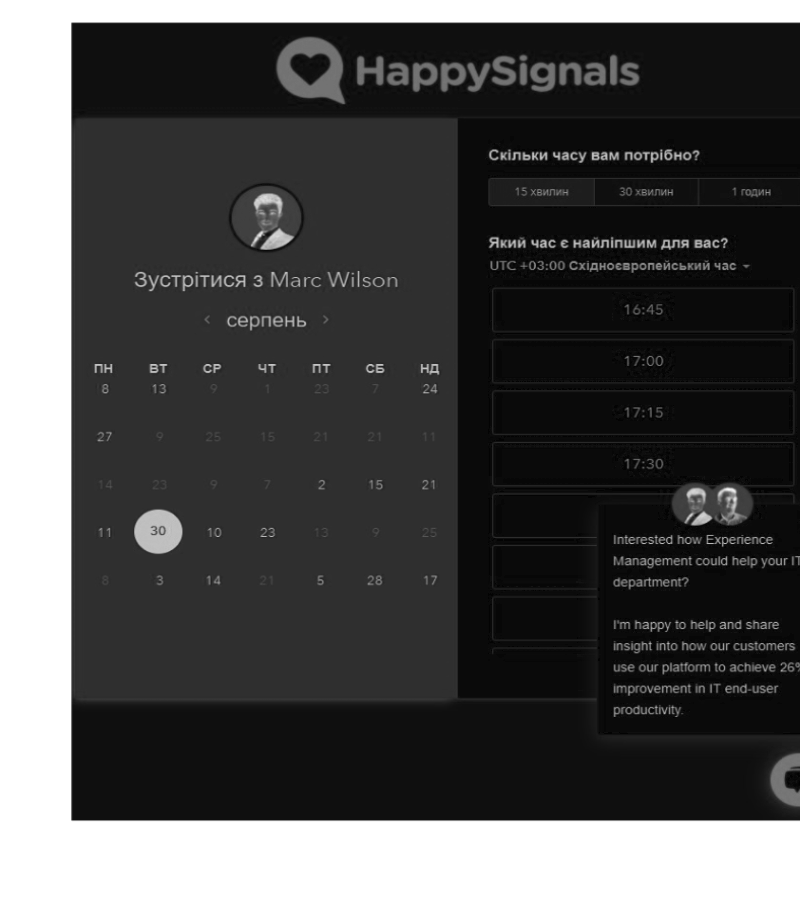 HappySignals
Зустрітися з Marc Wilson
серпень
ПН ВТ СР ЧТ ПТ СБ НД
8 13 9 1 23 7 24
27 9 25 15 21 21 11
14 23 9 7 2 15 21
11 30 10 23 13 9 25
8 3 14 21 5 28 17
Скільки часу вам потрібно?
15 хвилин 30 хвилин 1 годин
Який час є найліпшим для вас?
UTC +03:00 Східноєвропейський час
16:45
17:00
17:15
17:30
Interested how Experience
Management could help your IT
department?
I'm happy to help and share
insight into how our customers
use our platform to achieve 26%
improvement in IT end-user
productivity.